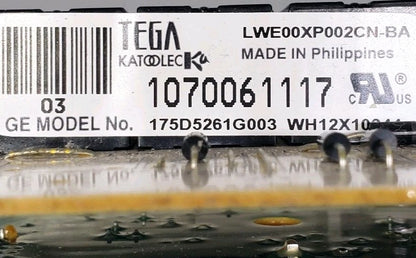 TEGA
LWE00XP002CN-BA
KATOOLEC
MADE IN Philippines
1070061117
03
GE MODEL No. 175D5261G003